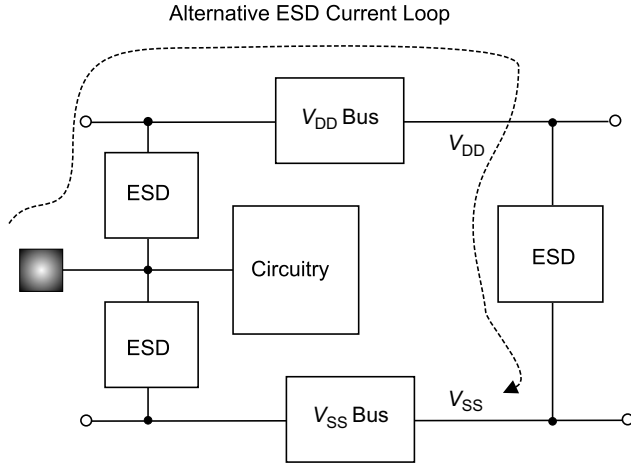 Alternative ESD Current Loop
VDD Bus
VDD
ESD
Circuitry
ESD
ESD
VSS Bus
VSS